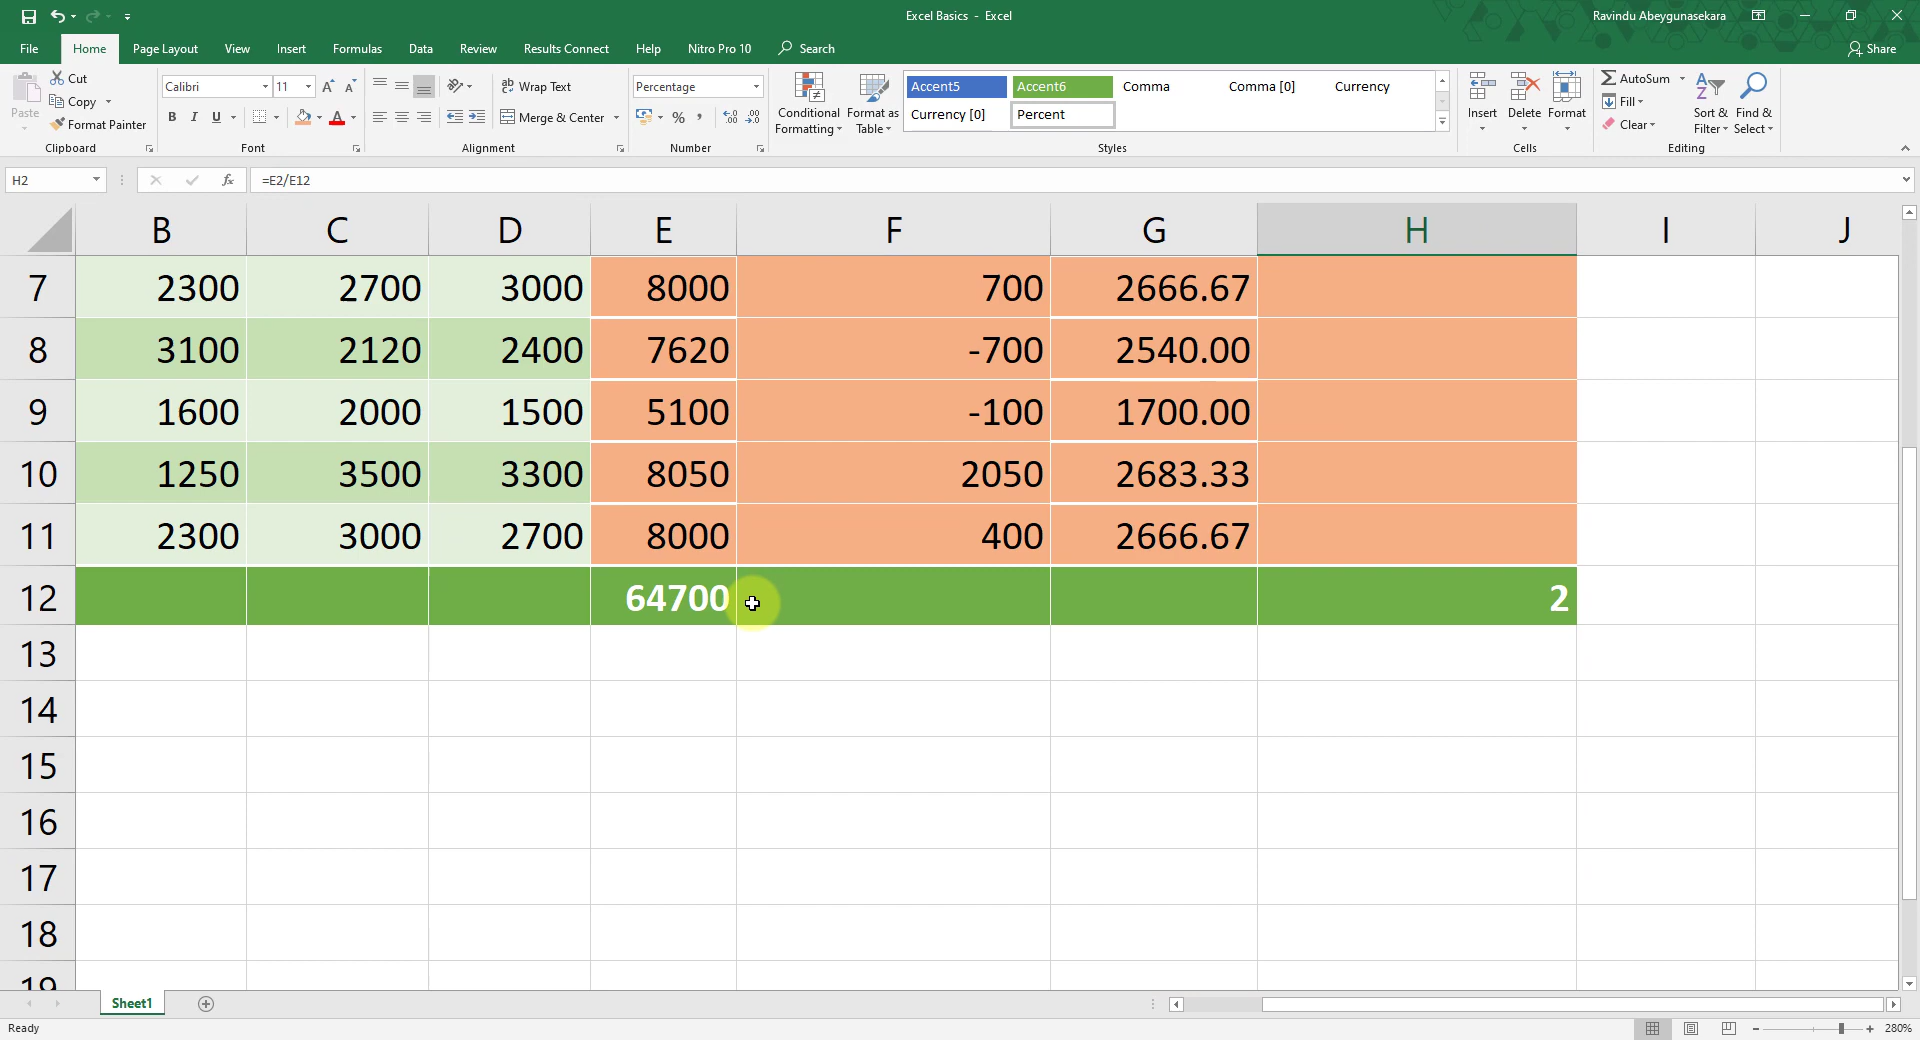 Excel Basics - Excel
Ravindu Abeygunasekara
File Home Page Layout View Insert Formulas Data Review Results Connect Help Nitro Pro 10 Search Share
Paste
Cut
Copy
Format Painter
Clipboard
Calibri 11
B I U
Font
Wrap Text
Merge & Center
Alignment
Percentage
Number
Conditional Formatting
Format as Table
Accent5 Accent6 Comma Comma [0] Currency
Currency [0] Percent
Styles
Insert Delete Format
Cells
AutoSum
Fill
Clear
Sort & Filter
Find & Select
Editing
H2 fx =E2/E12
B C D E F G H I J
7 2300 2700 3000 8000 700 2666.67
8 3100 2120 2400 7620 -700 2540.00
9 1600 2000 1500 5100 -100 1700.00
10 1250 3500 3300 8050 2050 2683.33
11 2300 3000 2700 8000 400 2666.67
12 64700 2
13
14
15
16
17
18
19
Sheet1
Ready
280%